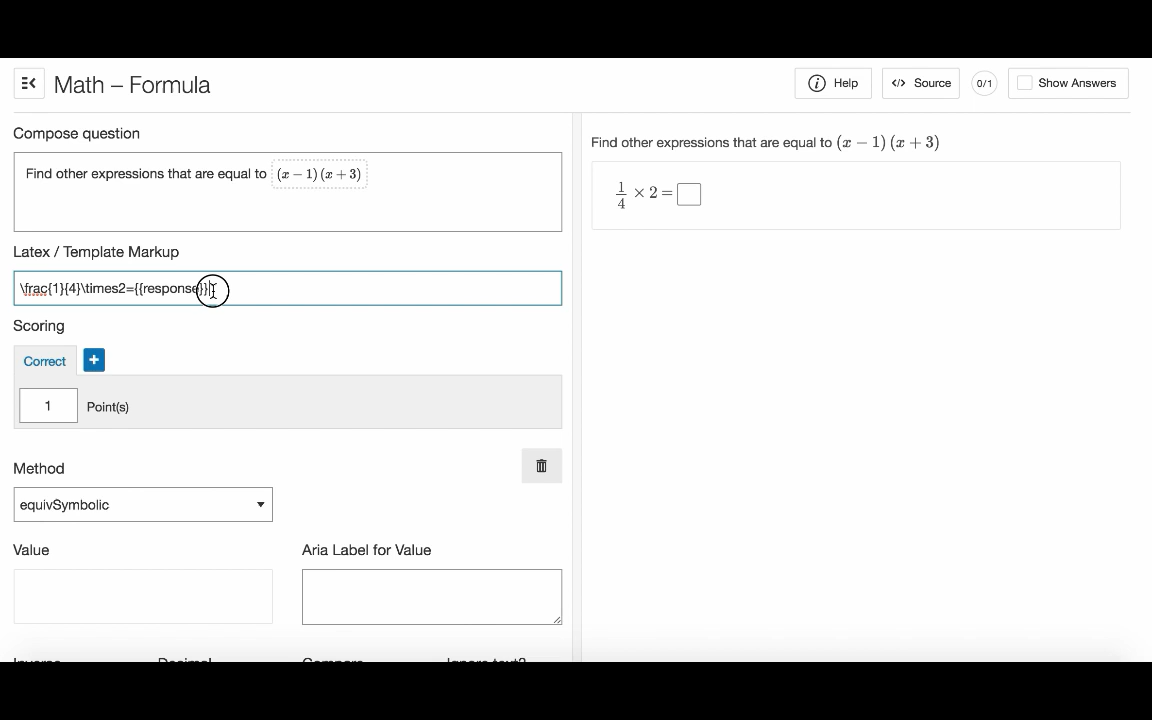 Math – Formula
Help
</> Source
0/1
Show Answers
Compose question
Find other expressions that are equal to (x − 1) (x + 3)
Latex / Template Markup
\frac{1}{4}\times2={{response}}
Scoring
Correct +
1 Point(s)
Method
equivSymbolic
Value
Aria Label for Value
Find other expressions that are equal to (x − 1) (x + 3)
1/4 × 2 =